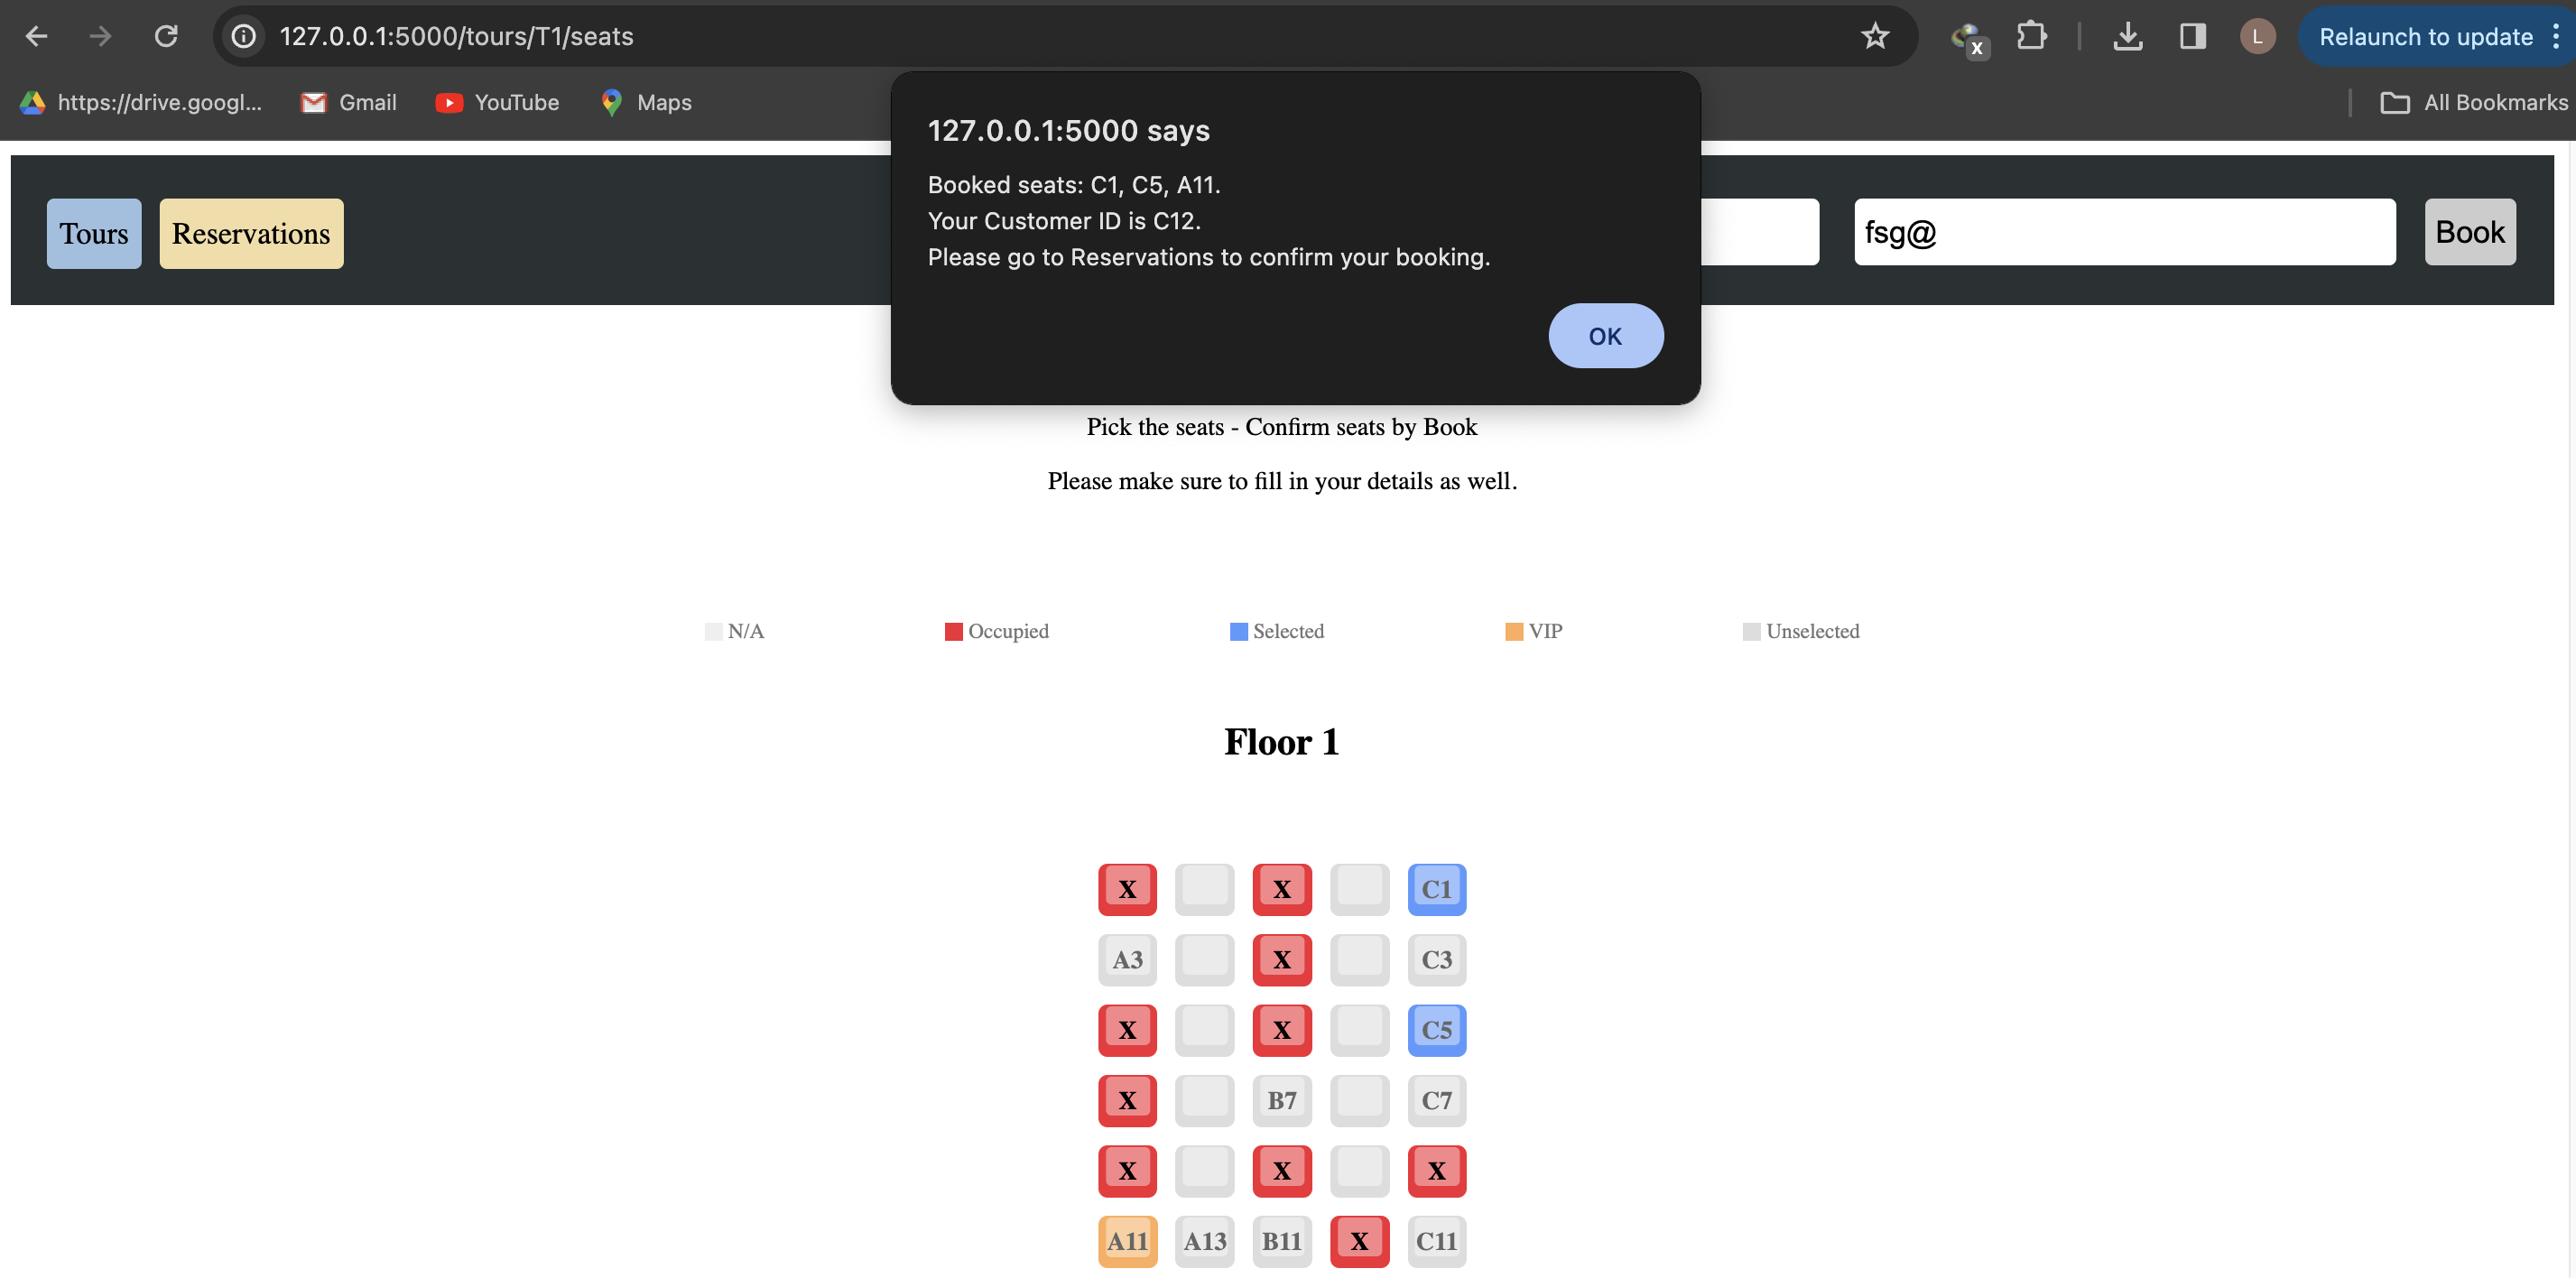 127.0.0.1:5000/tours/T1/seats
X
L
Relaunch to update
https://drive.googl...
Gmail
YouTube
Maps
All Bookmarks
127.0.0.1:5000 says
Booked seats: C1, C5, A11.
Your Customer ID is C12.
Please go to Reservations to confirm your booking.
OK
Tours
Reservations
fsg@
Book
Pick the seats - Confirm seats by Book
Please make sure to fill in your details as well.
N/A Occupied Selected VIP Unselected
Floor 1
X X C1
A3 X C3
X X C5
X B7 C7
X X X
A11 A13 B11 X C11